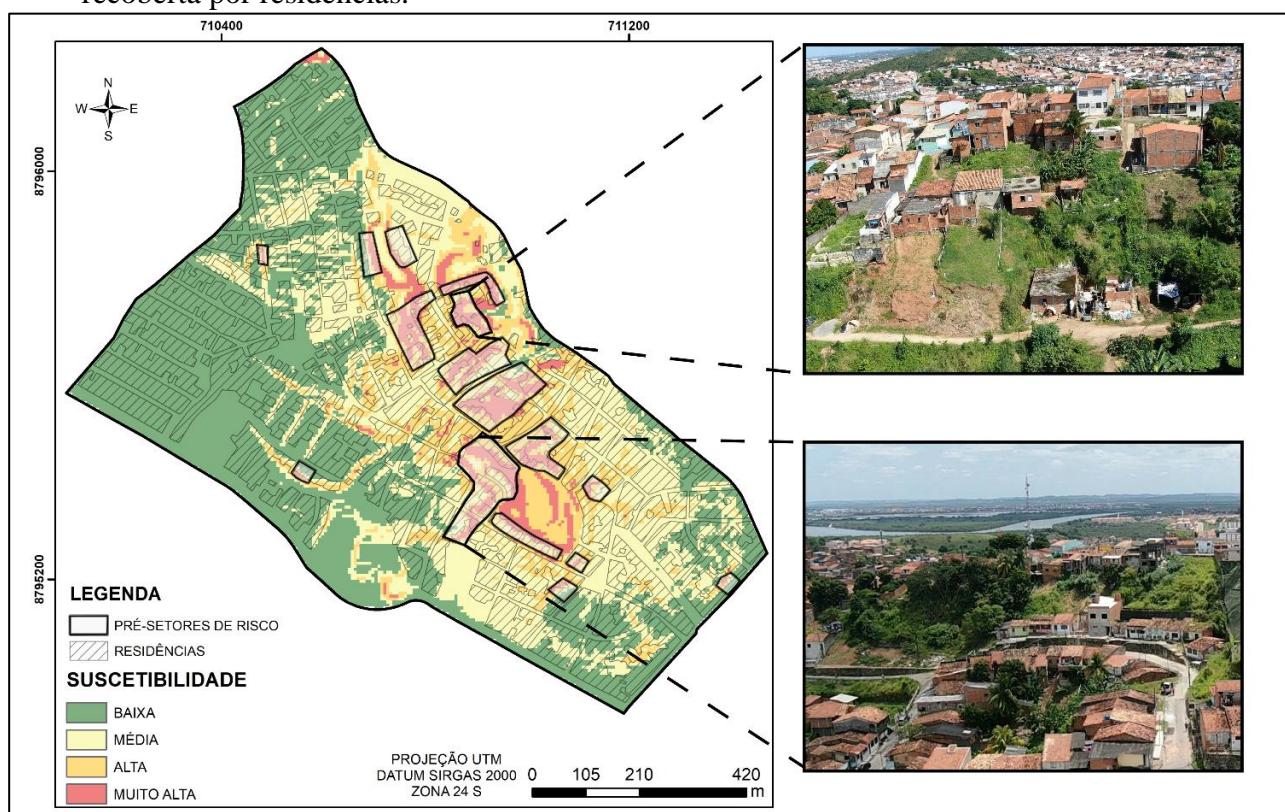 recoberta por residências.
710400
711200
N
W E
S
8796000
8795200
LEGENDA
PRÉ-SETORES DE RISCO
RESIDÊNCIAS
SUSCETIBILIDADE
BAIXA
MÉDIA
ALTA
MUITO ALTA
PROJEÇÃO UTM
DATUM SIRGAS 2000
ZONA 24 S
0 105 210 420
m